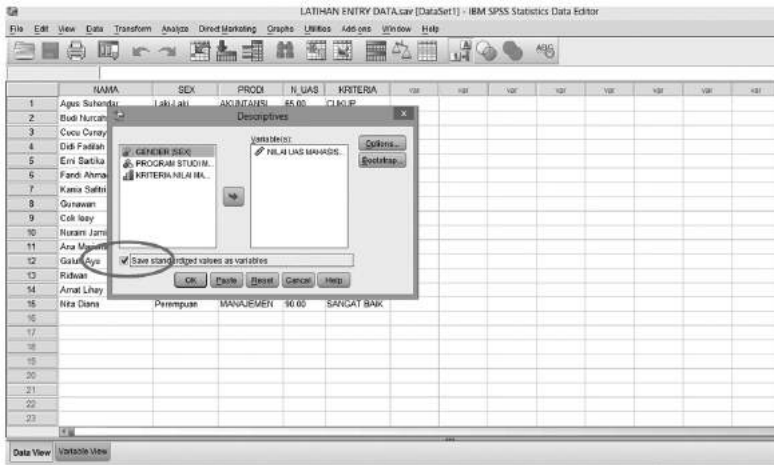 LATIHAN ENTRY DATA.sav [DataSet1] - IBM SPSS Statistics Data Editor
File Edit View Data Transform Analyze Direct Marketing Graphs Utilities Add-ons Window Help
NAMA SEX PRODI N_UAS KRITERIA var var var var var var var
1 Agus Suhendar Laki-Laki AKUNTANSI 65.00 CUKUP
2 Budi Nurcah
3 Cucu Cunay
4 Didi Fadilah
5 Erni Sartika
6 Fandi Ahma
7 Kania Safitri
8 Gunawan
9
10 Nuraini Jami
11 Ana
12 Galuh Ayu
13 Ridwan
14 Amat Lihay
15 Nita Diana Perempuan MANAJEMEN 90.00 SANGAT BAIK
16
17
18
19
20
21
22
23
Descriptives
Variable(s):
GENDER [SEX]
PROGRAM STUDI M...
KRITERIA NILAI MA...
NILAI UAS MAHASIS...
Options...
Bootstrap...
Save standardized values as variables
OK Paste Reset Cancel Help
Data View Variable View